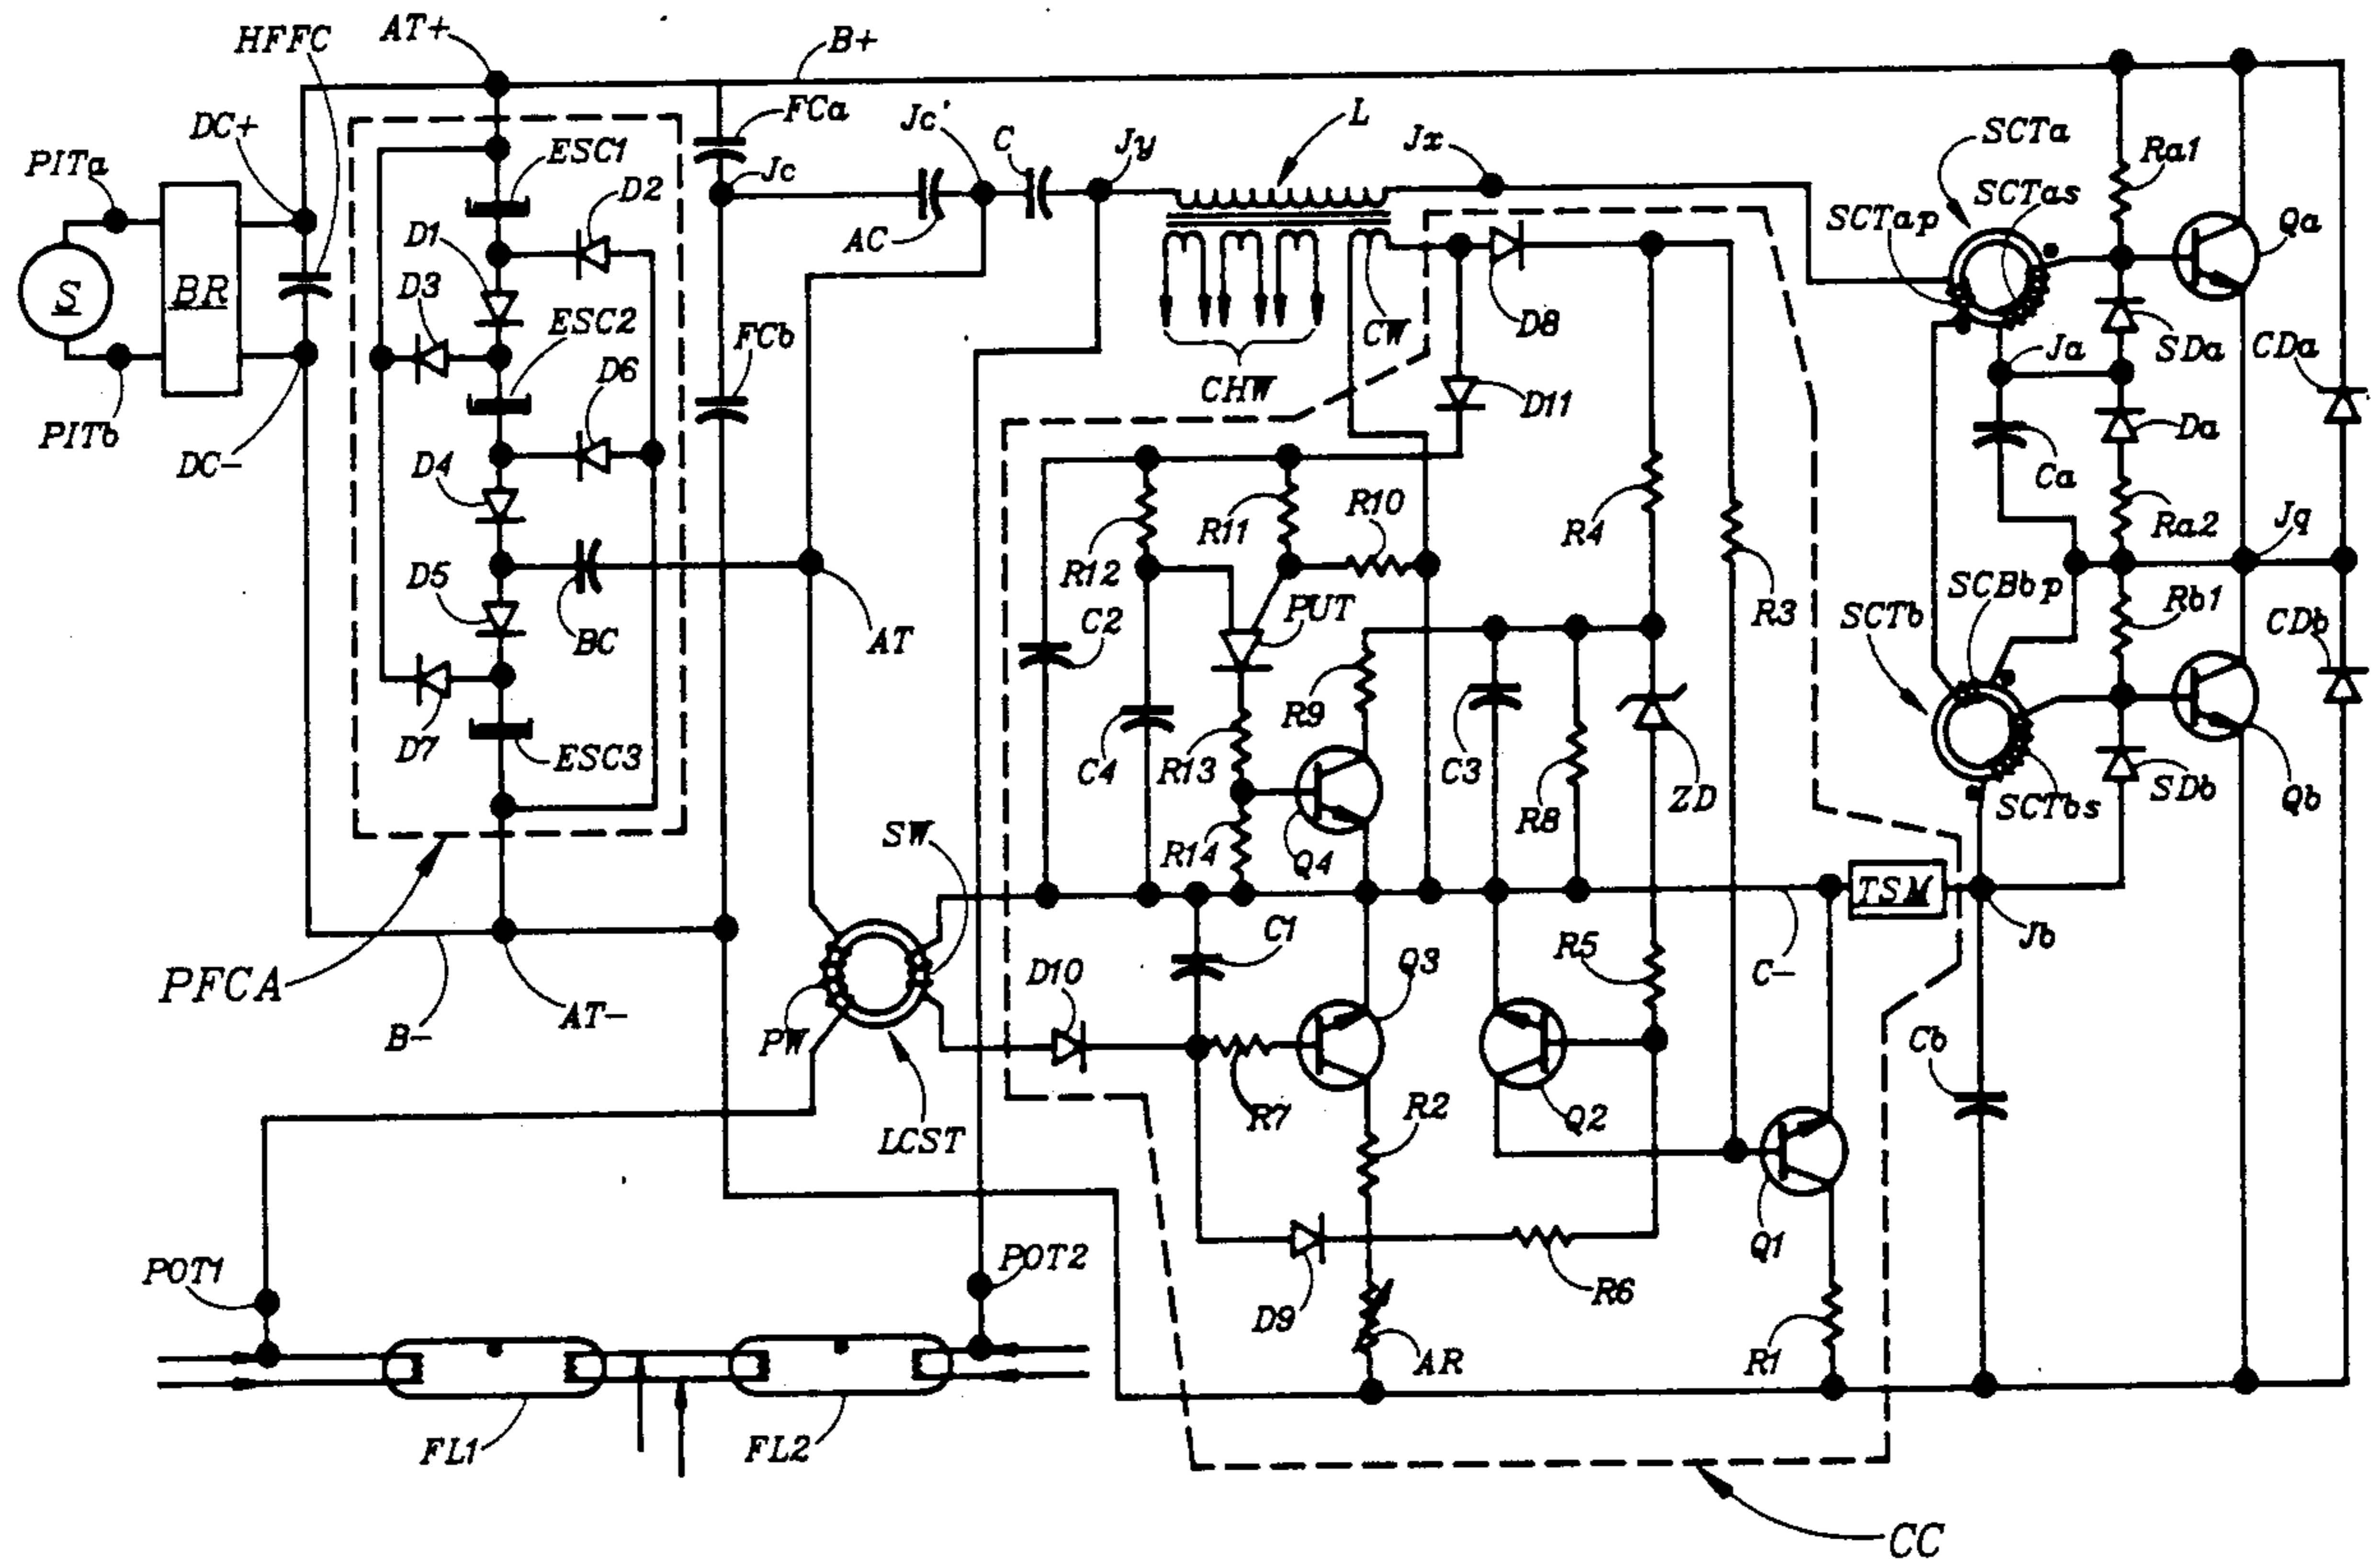 AT+
HFFC
B+
DC+
FCa
Jc'
C
Jy
L
Jx
SCTa
Ra1
PITa
ESC1
Jc
D2
SCTas
SCTap
Qa
D1
AC
S
BR
D3
ESC2
FCb
CW
D8
Ja
SDa
CDa
D6
CHW
D11
PITb
DC-
D4
Ca
Da
R12
R11
R10
R4
Ra2
Jq
D5
BC
AT
C2
PUT
R3
SCTb
SCBbp
Rb1
CDb
D7
ESC3
C4
R13
R9
C3
R8
ZD
SCTbs
SDb
Qb
SW
R14
Q4
TSM
PFCA
B-
AT-
PW
D10
C1
Q3
R5
C-
Jb
LCST
R7
R2
Q2
Cb
POT1
POT2
D9
R6
Q1
AR
R1
FL1
FL2
CC